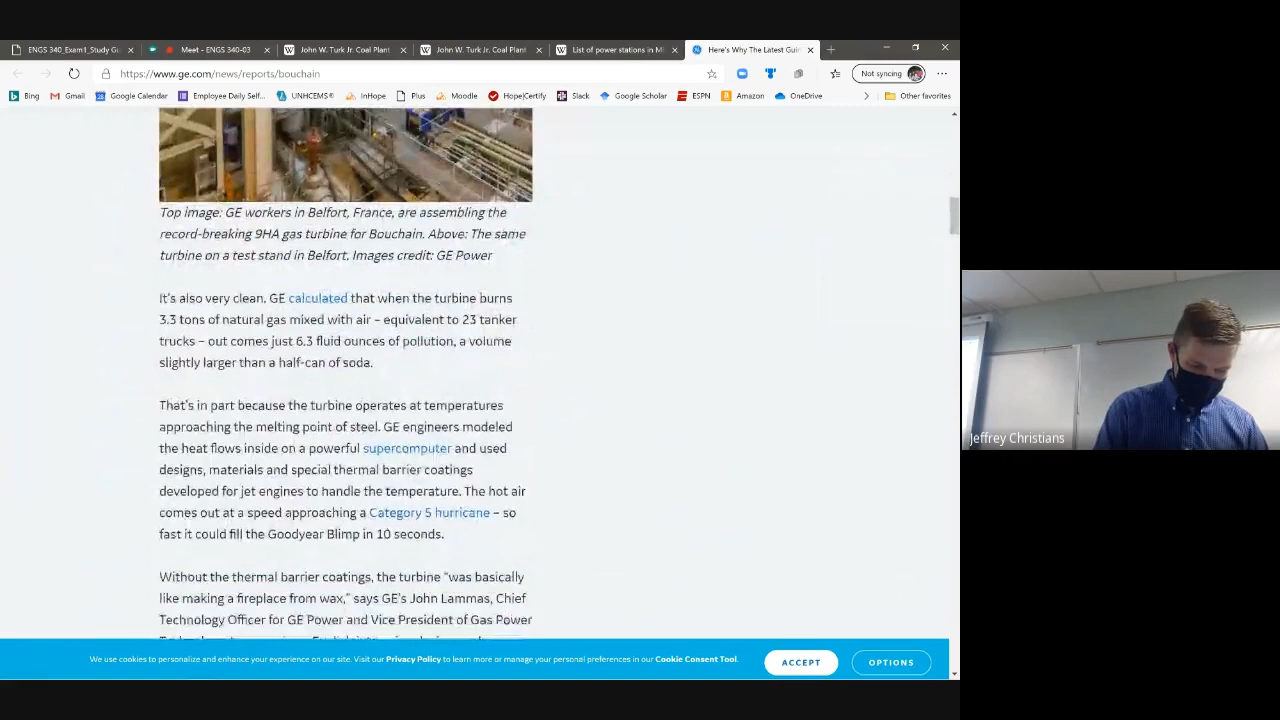 ENGS 340_Exam1_Study Gu
Meet - ENGS 340-03
John W. Turk Jr. Coal Plant
John W. Turk Jr. Coal Plant
List of power stations in Mi
Here's Why The Latest Guin
https://www.ge.com/news/reports/bouchain
Not syncing
Bing
Gmail
Google Calendar
Employee Daily Self...
UNHCEMS®
InHope
Plus
Moodle
Hope|Certify
Slack
Google Scholar
ESPN
Amazon
OneDrive
Other favorites
Top image: GE workers in Belfort, France, are assembling the
record-breaking 9HA gas turbine for Bouchain. Above: The same
turbine on a test stand in Belfort. Images credit: GE Power
It's also very clean. GE calculated that when the turbine burns
3.3 tons of natural gas mixed with air – equivalent to 23 tanker
trucks – out comes just 6.3 fluid ounces of pollution, a volume
slightly larger than a half-can of soda.
That's in part because the turbine operates at temperatures
approaching the melting point of steel. GE engineers modeled
the heat flows inside on a powerful supercomputer and used
designs, materials and special thermal barrier coatings
developed for jet engines to handle the temperature. The hot air
comes out at a speed approaching a Category 5 hurricane – so
fast it could fill the Goodyear Blimp in 10 seconds.
Without the thermal barrier coatings, the turbine "was basically
like making a fireplace from wax," says GE's John Lammas, Chief
Technology Officer for GE Power and Vice President of Gas Power
We use cookies to personalize and enhance your experience on our site. Visit our Privacy Policy to learn more or manage your personal preferences in our Cookie Consent Tool.
ACCEPT
OPTIONS
Jeffrey Christians